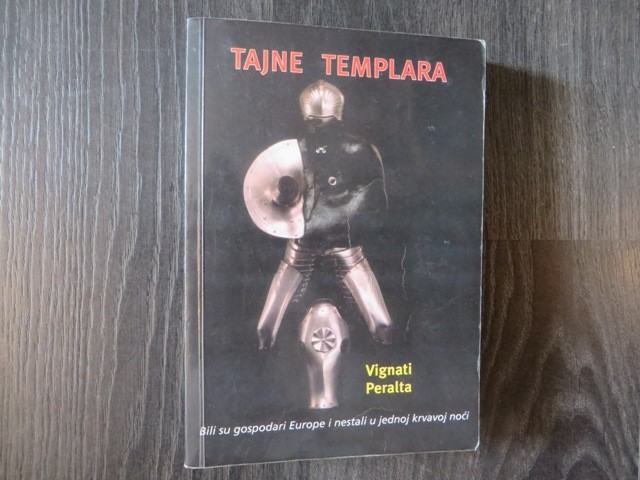 TAJNE TEMPLARA
Vignati
Peralta
Bili su gospodari Europe i nestali u jednoj krvavoj noći